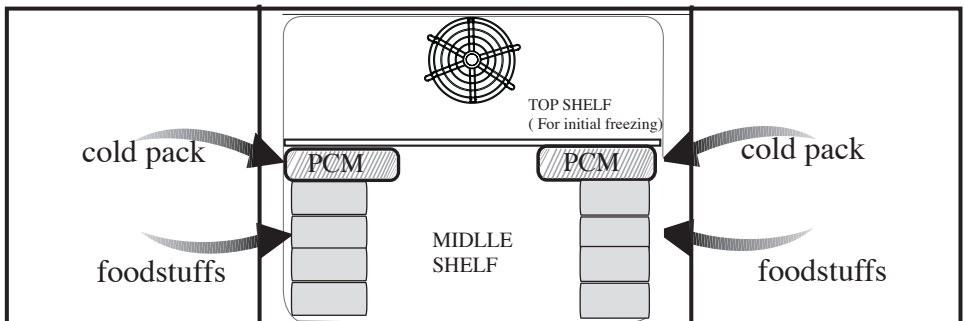 TOP SHELF
( For initial freezing)
cold pack
PCM
PCM
cold pack
MIDLLE
SHELF
foodstuffs
foodstuffs